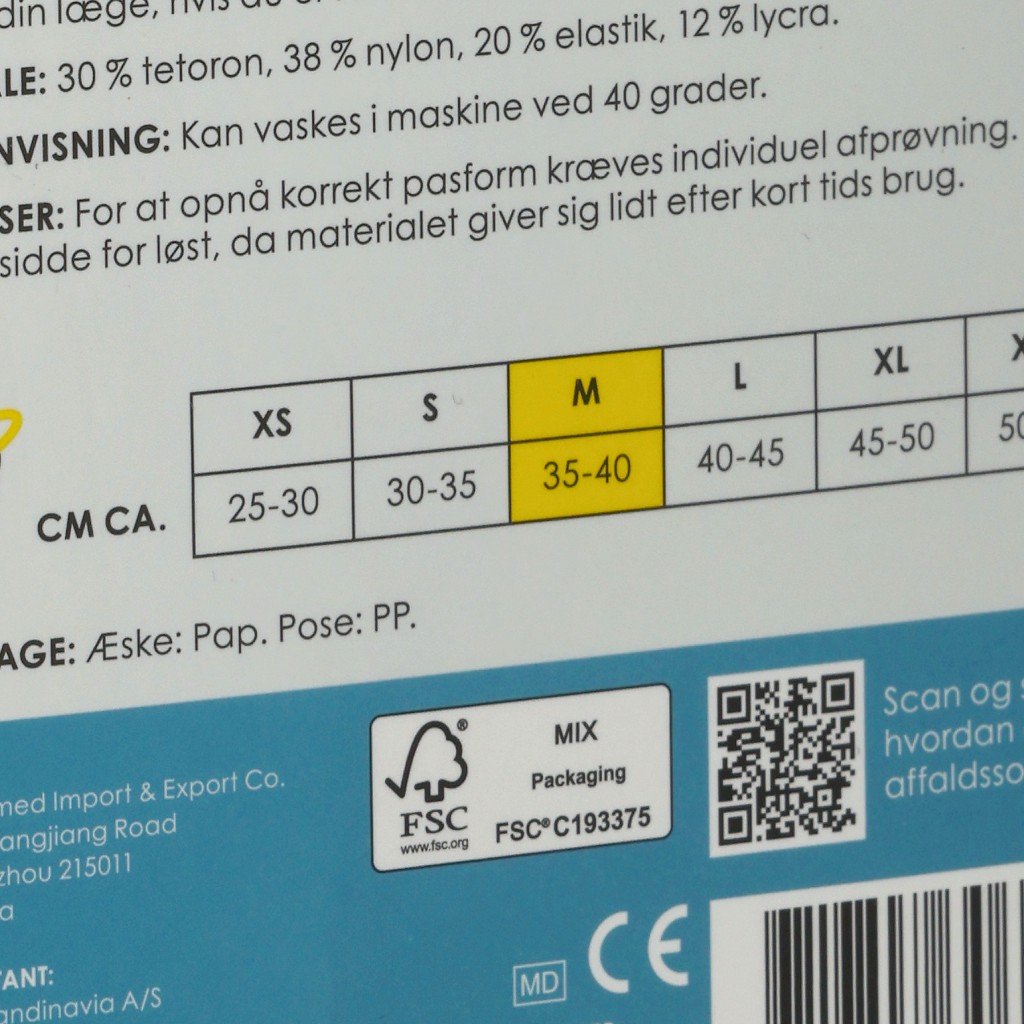 din læge, hvis du
LE: 30 % tetoron, 38 % nylon, 20 % elastik, 12 % lycra.
NVISNING: Kan vaskes i maskine ved 40 grader.
SER: For at opnå korrekt pasform kræves individuel afprøvning.
sidde for løst, da materialet giver sig lidt efter kort tids brug.
XS S M L XL X
CM CA. 25-30 30-35 35-40 40-45 45-50 50
AGE: Æske: Pap. Pose: PP.
MIX
Packaging
FSC® C193375
®
FSC
www.fsc.org
Scan og s
hvordan
affaldsso
med Import & Export Co.
angjiang Road
zhou 215011
a
MD CE
TANT:
andinavia A/S